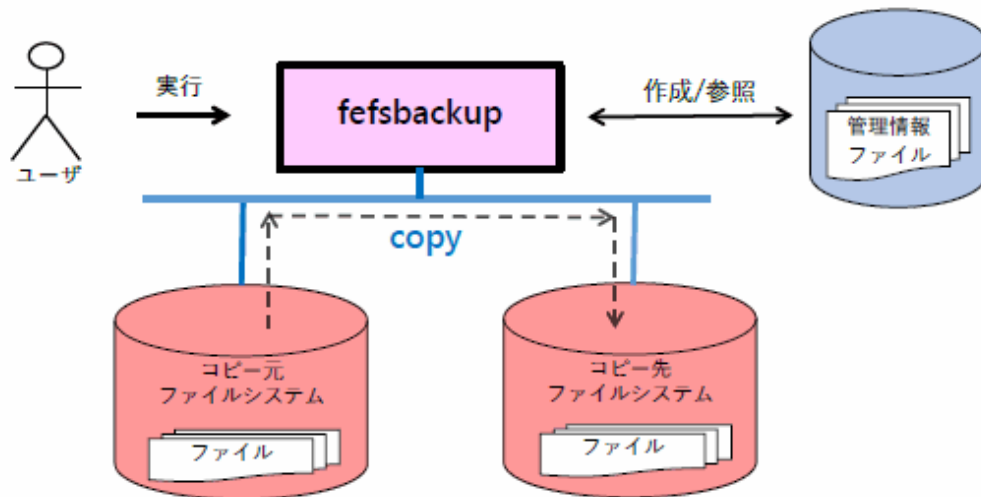 実行
fefsbackup
作成/参照
管理情報
ファイル
ユーザ
copy
コピー元
ファイルシステム
ファイル
コピー先
ファイルシステム
ファイル